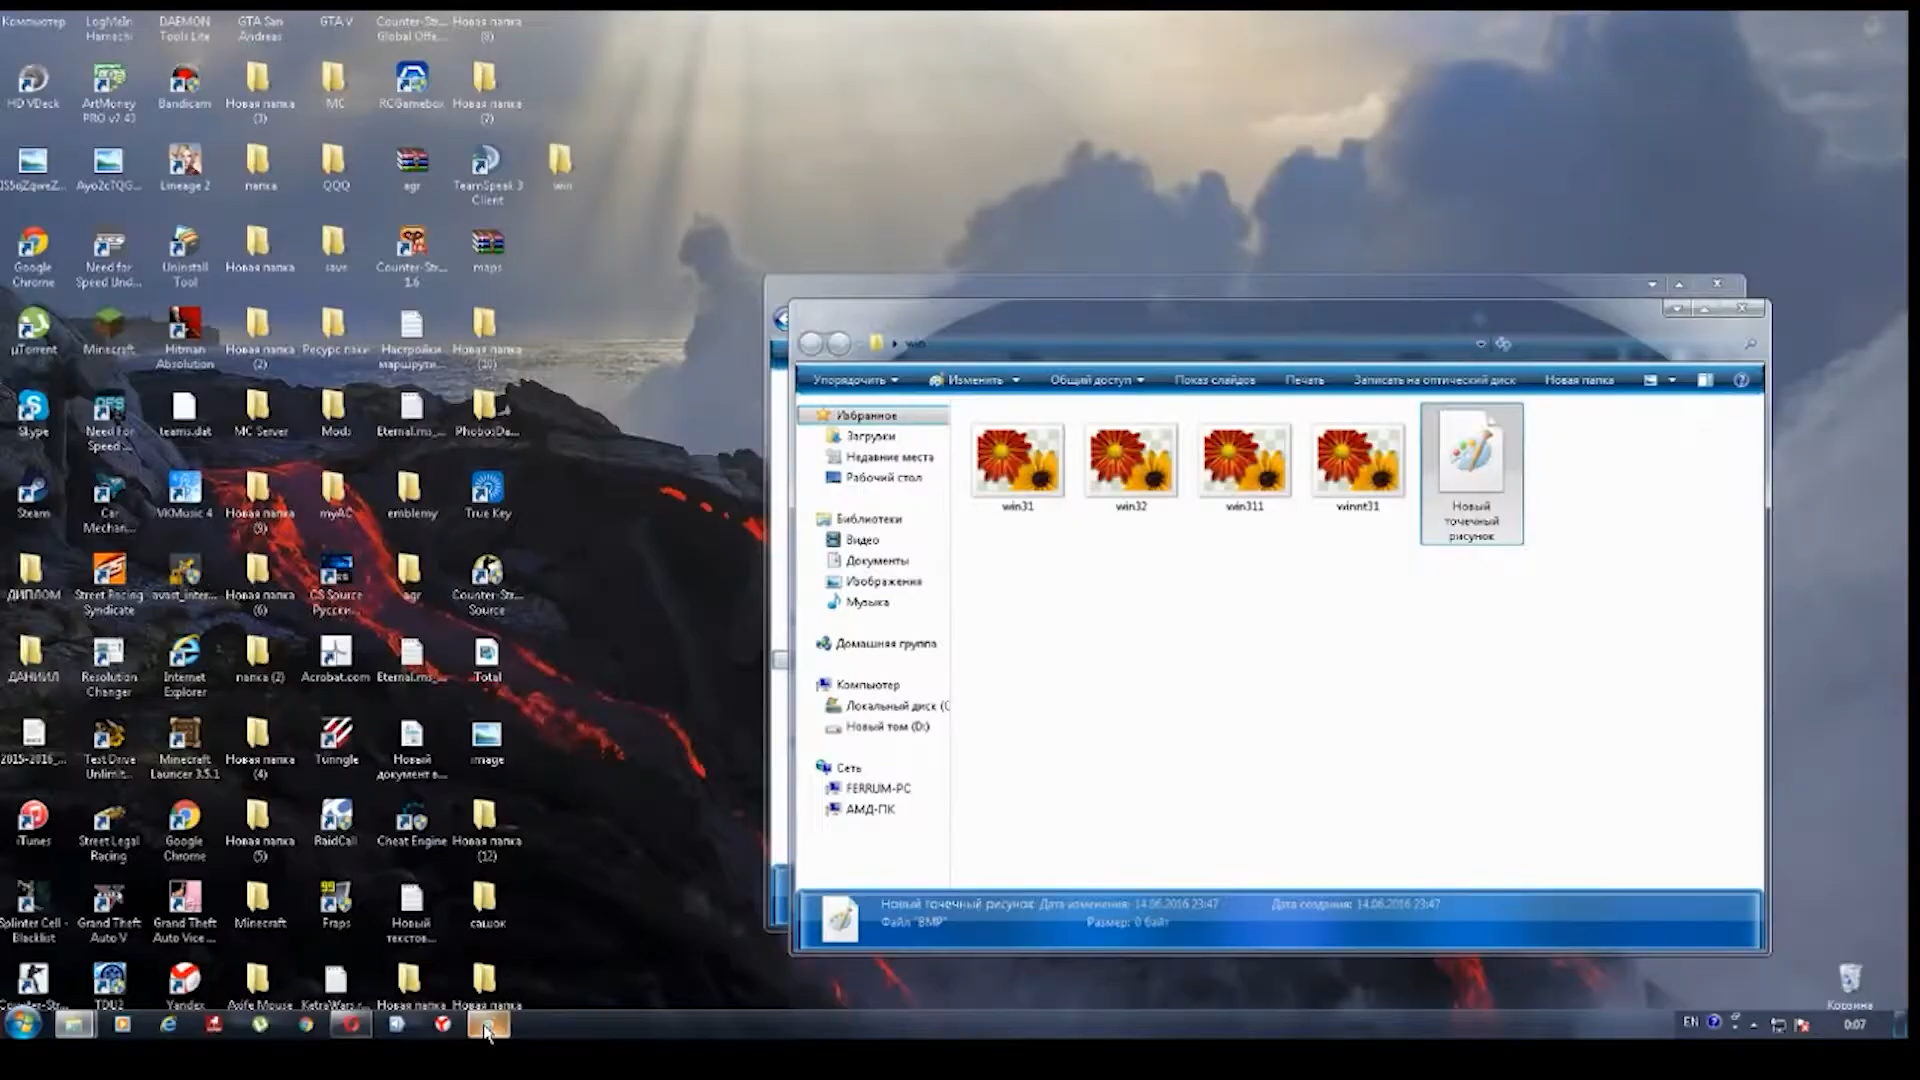 Компьютер
LogMeIn
Hamachi
DAEMON
Tools Lite
GTA San
Andreas
GTA V
Counter-Str...
Global Offe...
Новая папка
(8)
HD VDeck
ArtMoney
PRO v7.43
Bandicam
Новая папка
(3)
MC
RCGamebox
Новая папка
(7)
Ayo2cTQG...
Lineage 2
папка
QQQ
agr
TeamSpeak 3
Client
win
Google
Chrome
Need for
Speed Und...
Uninstall
Tool
Новая папка
save
Counter-Str...
1.6
maps
µTorrent
Minecraft
Hitman
Absolution
Новая папка
(2)
Ресурс паки
Настройки
маршрути...
Новая папка
(10)
Skype
Need For
Speed ...
teams.dat
MC Server
Mods
Eternal.ms_...
PhobosDa...
Steam
Car
Mechan...
VKMusic 4
Новая папка
(9)
myAC
emblemy
True Key
ДИПЛОМ
Street Racing
Syndicate
avast_inter...
Новая папка
(6)
CS Source
Русски...
agr
Counter-Str...
Source
ДАНИИЛ
Resolution
Changer
Internet
Explorer
папка (2)
Acrobat.com
Eternal.ms_...
Total
2015-2016_...
Test Drive
Unlimit...
Minecraft
Launcer 3.5.1
Новая папка
(4)
Tunngle
Новый
документ в...
image
iTunes
Street Legal
Racing
Google
Chrome
Новая папка
(5)
RaidCall
Cheat Engine
Новая папка
(12)
Splinter Cell -
Blacklist
Grand Theft
Auto V
Grand Theft
Auto Vice ...
Minecraft
99
Fraps
Новый
текстов...
сашок
Counter-Str...
TDU2
Yandex
Axife Mouse
KetraWars.r...
Новая папка
Новая папка
win
Упорядочить
Изменить
Общий доступ
Показ слайдов
Печать
Записать на оптический диск
Новая папка
Избранное
Загрузки
Недавние места
Рабочий стол
Библиотеки
Видео
Документы
Изображения
Музыка
Домашняя группа
Компьютер
Локальный диск (C
Новый том (D:)
Сеть
FERRUM-PC
АМД-ПК
win31
win32
win311
winnt31
Новый
точечный
рисунок
Новый точечный рисунок Дата изменения: 14.06.2016 23:47
Дата создания: 14.06.2016 23:47
Файл "BMP"
Размер: 0 байт
Корзина
EN
0:07